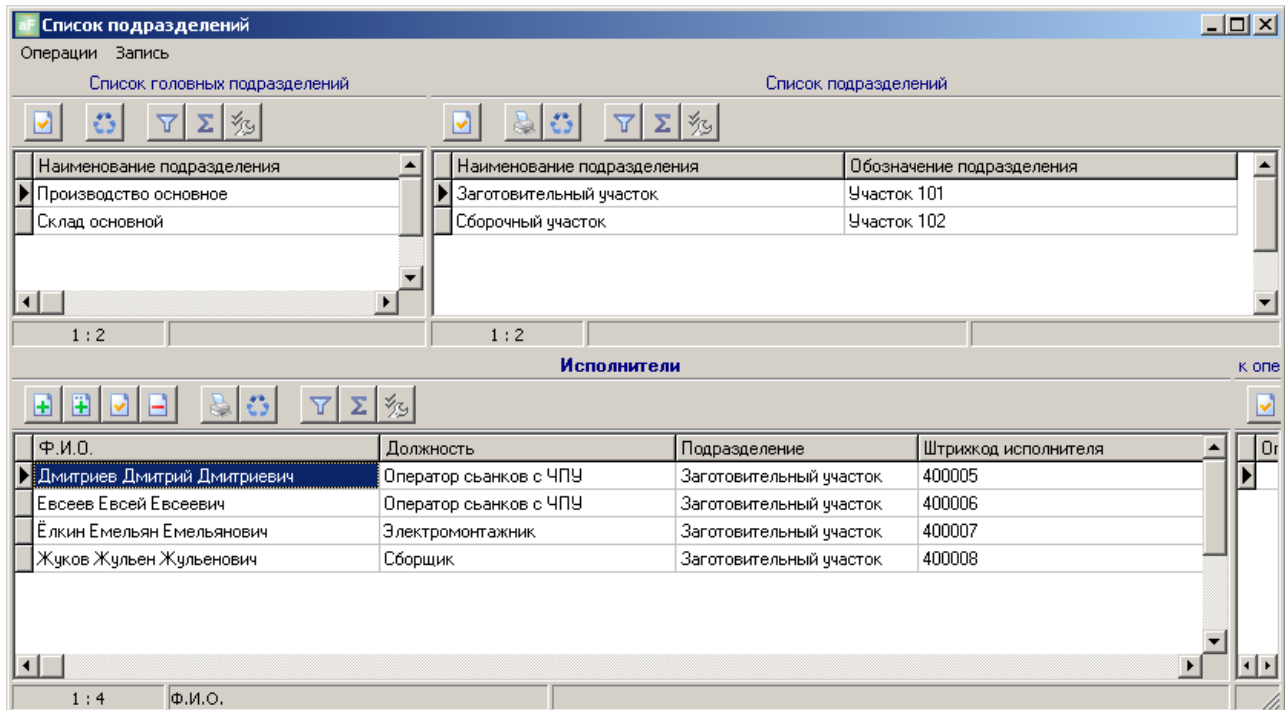 aF Список подразделений
Операции Запись
Список головных подразделений
Список подразделений
Наименование подразделения
Производство основное
Склад основной
1 : 2
Наименование подразделения Обозначение подразделения
Заготовительный участок Участок 101
Сборочный участок Участок 102
1 : 2
Исполнители
к опе
Ф.И.О. Должность Подразделение Штрихкод исполнителя Оп
Дмитриев Дмитрий Дмитриевич Оператор сьанков с ЧПУ Заготовительный участок 400005
Евсеев Евсей Евсеевич Оператор сьанков с ЧПУ Заготовительный участок 400006
Ёлкин Емельян Емельянович Электромонтажник Заготовительный участок 400007
Жуков Жульен Жульенович Сборщик Заготовительный участок 400008
1 : 4 Ф.И.О.